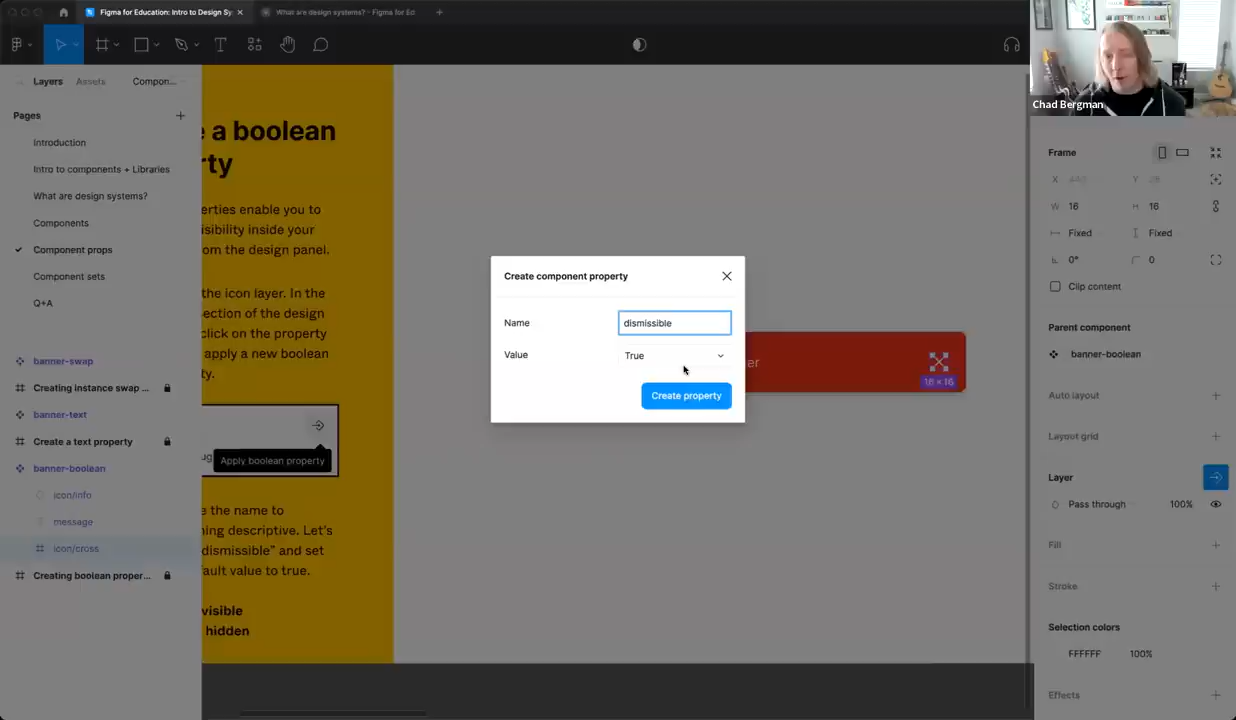 Figma for Education: Intro to Design Sy
What are design systems? - Figma for Ed
Layers
Assets
Compon...
Pages
Introduction
Intro to components + Libraries
What are design systems?
Components
Component props
Component sets
Q+A
banner-swap
Creating instance swap ...
banner-text
Create a text property
banner-boolean
icon/info
message
icon/cross
Creating boolean proper...
e a boolean
rty
erties enable you to
isibility inside your
om the design panel.
the icon layer. In the
section of the design
click on the property
apply a new boolean
ty.
ug
Apply boolean property
e the name to
ning descriptive. Let's
dismissible" and set
fault value to true.
visible
hidden
Create component property
Name
dismissible
Value
True
Create property
er
16 × 16
Chad Bergman
Frame
X
Y
W 16
H 16
Fixed
Fixed
0°
0
Clip content
Parent component
banner-boolean
Auto layout
Layout grid
Layer
Pass through
100%
Fill
Stroke
Selection colors
FFFFFF
100%
Effects